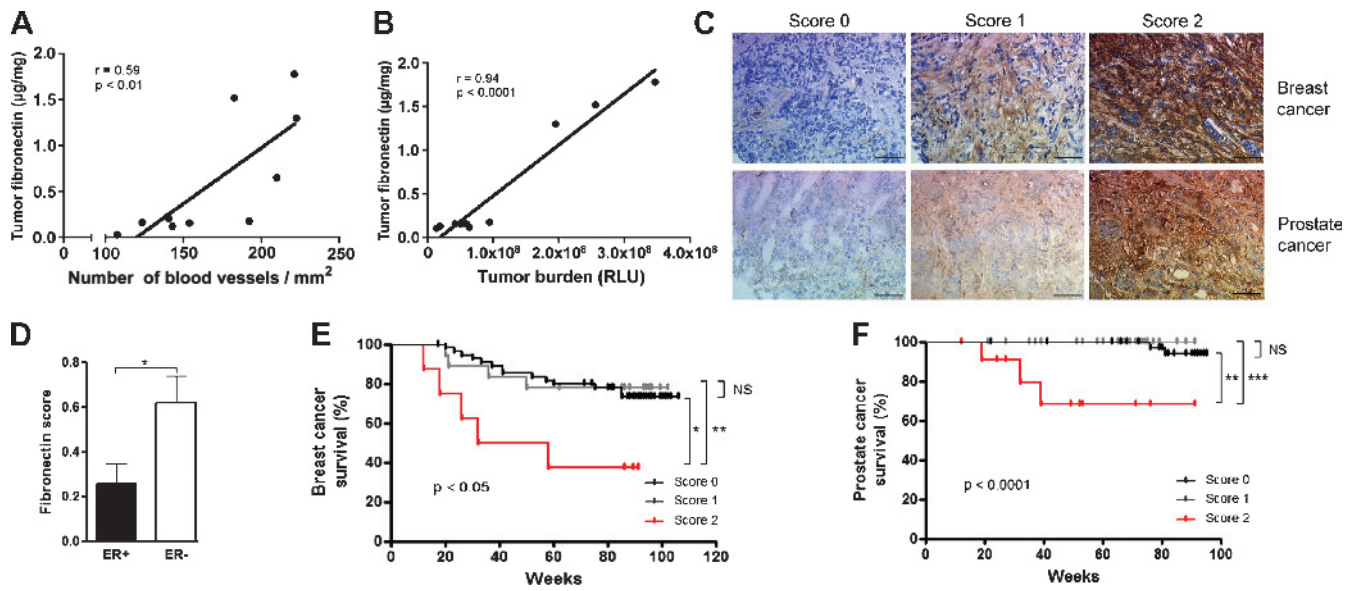 A
Tumor fibronectin (µg/mg)
2.0
1.5
1.0
0.5
0.0
r = 0.59
p < 0.01
0
100
150
200
250
Number of blood vessels / mm²
B
Tumor fibronectin (µg/mg)
2.0
1.5
1.0
0.5
0.0
r = 0.94
p < 0.0001
0
1.0x10⁶
2.0x10⁶
3.0x10⁶
4.0x10⁶
Tumor burden (RLU)
C
Score 0
Score 1
Score 2
Breast
cancer
Prostate
cancer
D
Fibronectin score
0.8
0.6
0.4
0.2
0.0
*
ER+
ER-
E
Breast cancer
survival (%)
100
80
60
40
20
0
p < 0.05
NS
*
**
Score 0
Score 1
Score 2
0
20
40
60
80
100
120
Weeks
F
Prostate cancer
survival (%)
100
80
60
40
20
0
p < 0.0001
NS
**
***
Score 0
Score 1
Score 2
0
20
40
60
80
100
Weeks